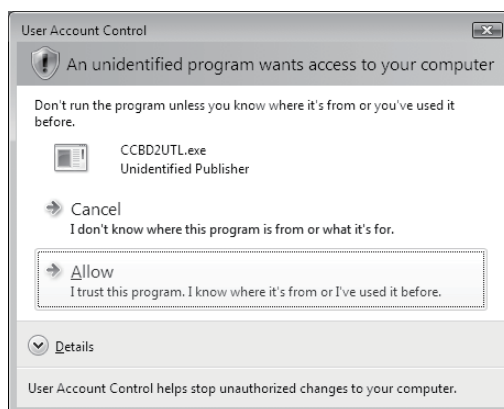 User Account Control
An unidentified program wants access to your computer
Don't run the program unless you know where it's from or you've used it
before.
CCBD2UTL.exe
Unidentified Publisher
Cancel
I don't know where this program is from or what it's for.
Allow
I trust this program. I know where it's from or I've used it before.
Details
User Account Control helps stop unauthorized changes to your computer.